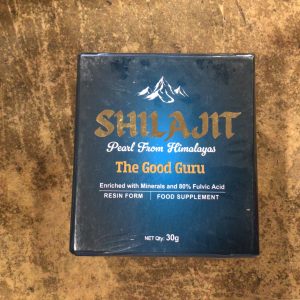 SHILAJIT
Pearl From Himalayas
The Good Guru
Enriched with Minerals and 80% Fulvic Acid
RESIN FORM | FOOD SUPPLEMENT
NET Qty: 30g